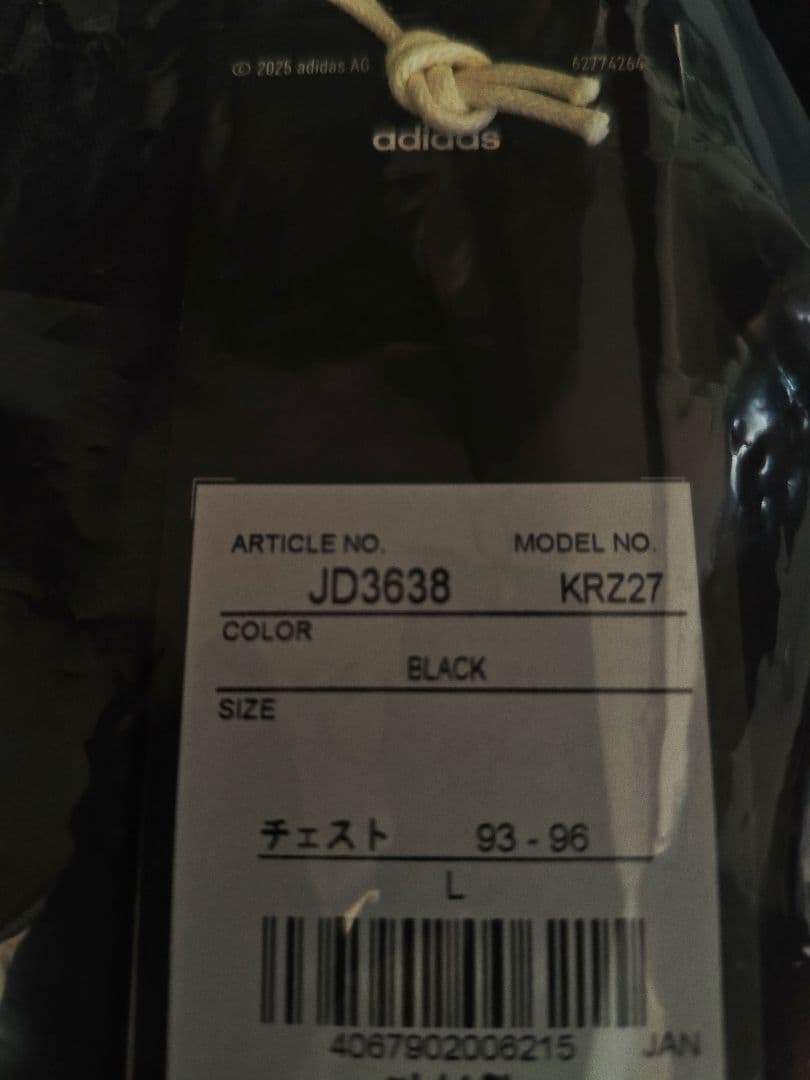 © 2025 adidas AG 62774264
adidas
ARTICLE NO. MODEL NO.
JD3638 KRZ27
COLOR
BLACK
SIZE
チェスト 93 - 96
L
4067902006215 JAN